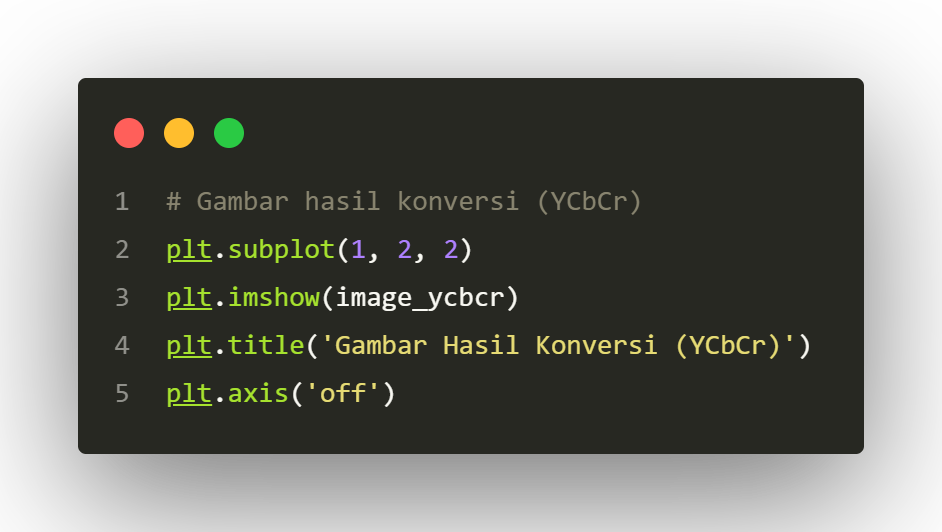 1 # Gambar hasil konversi (YCbCr)
2 plt.subplot(1, 2, 2)
3 plt.imshow(image_ycbcr)
4 plt.title('Gambar Hasil Konversi (YCbCr)')
5 plt.axis('off')